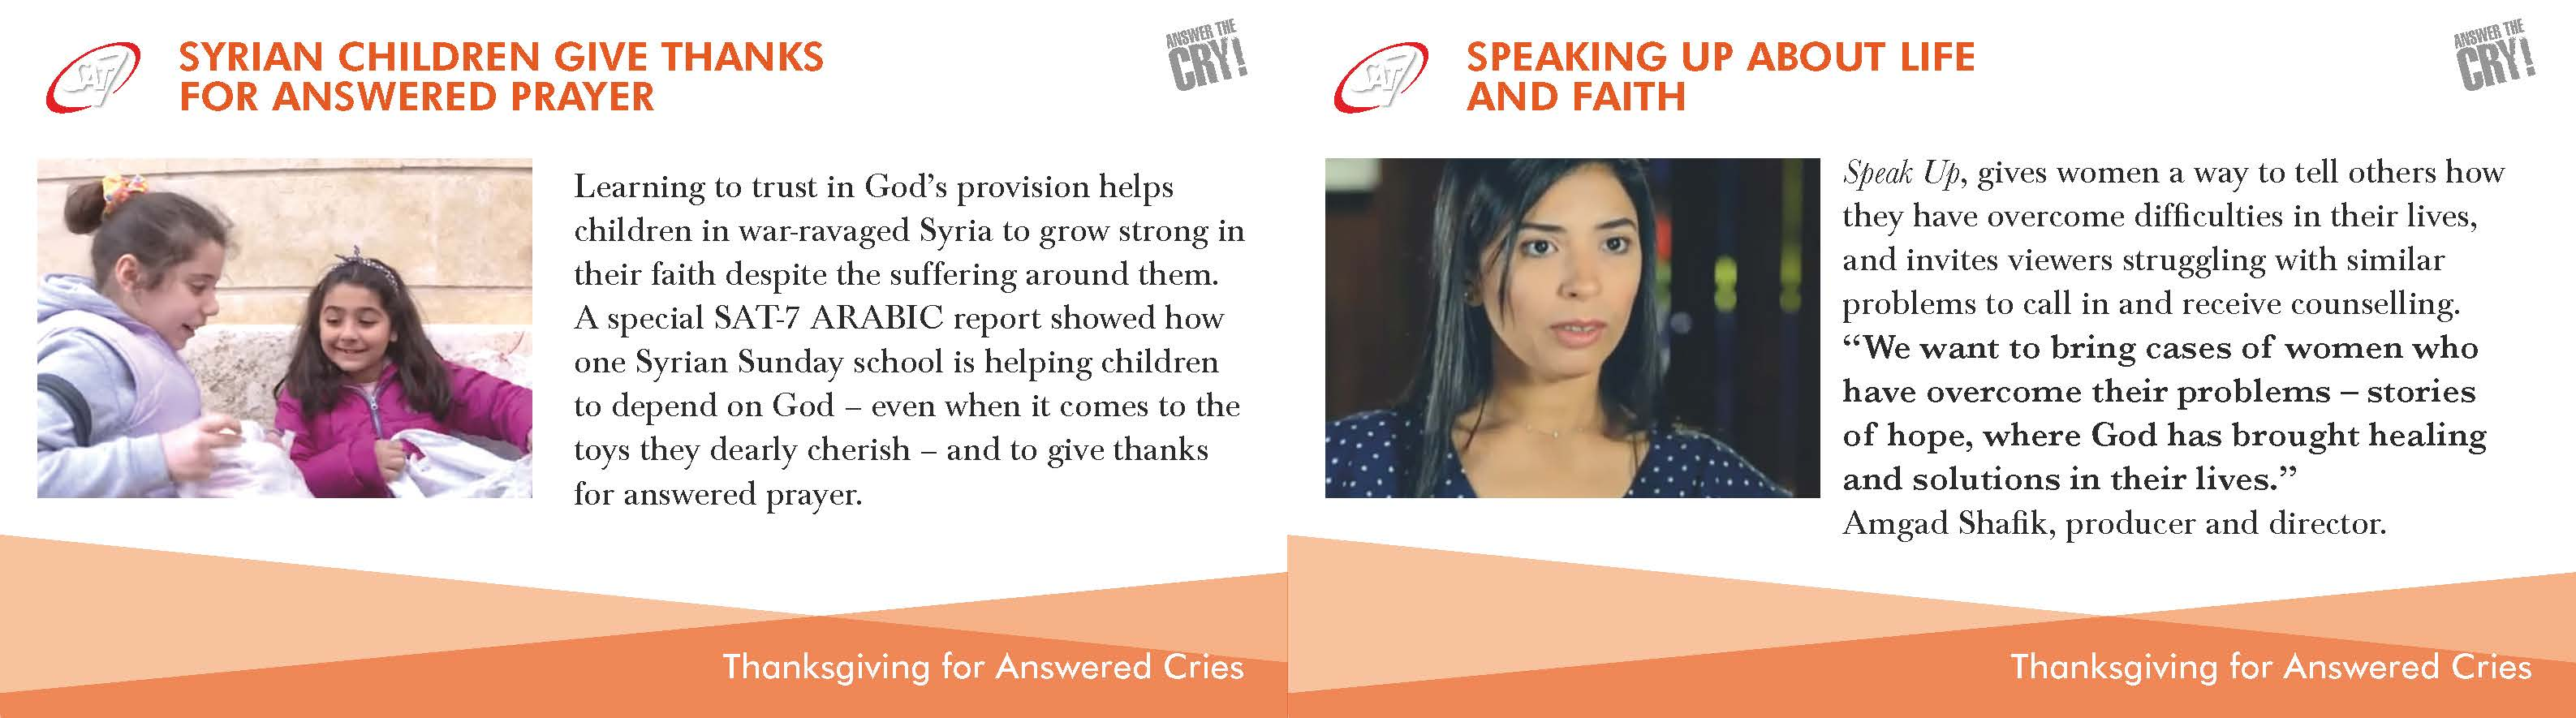 SAT7
SYRIAN CHILDREN GIVE THANKS
FOR ANSWERED PRAYER
ANSWER THE
CRY!
Learning to trust in God’s provision helps
children in war-ravaged Syria to grow strong in
their faith despite the suffering around them.
A special SAT-7 ARABIC report showed how
one Syrian Sunday school is helping children
to depend on God – even when it comes to the
toys they dearly cherish – and to give thanks
for answered prayer.
Thanksgiving for Answered Cries
SAT7
SPEAKING UP ABOUT LIFE
AND FAITH
ANSWER THE
CRY!
Speak Up, gives women a way to tell others how
they have overcome difficulties in their lives,
and invites viewers struggling with similar
problems to call in and receive counselling.
“We want to bring cases of women who
have overcome their problems – stories
of hope, where God has brought healing
and solutions in their lives.”
Amgad Shafik, producer and director.
Thanksgiving for Answered Cries